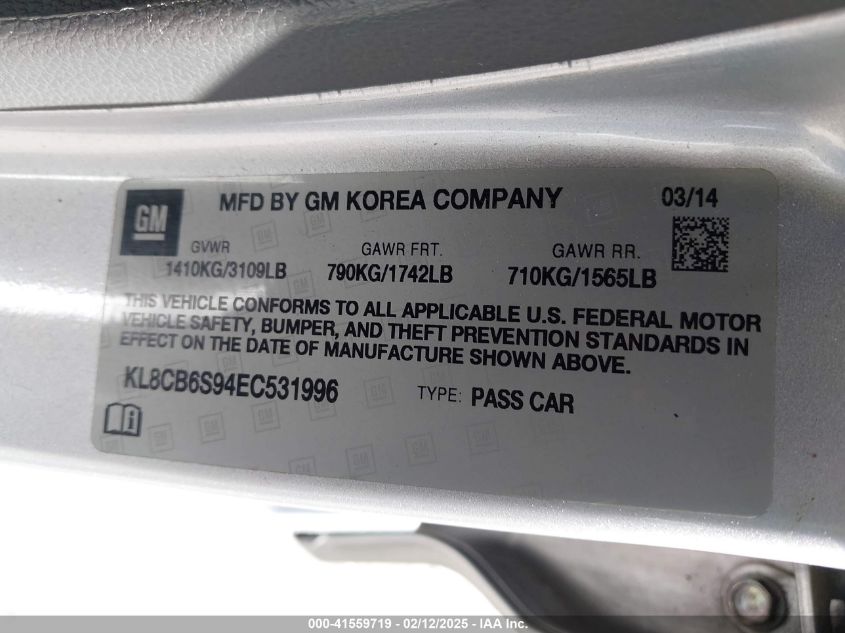 GM
MFD BY GM KOREA COMPANY 03/14
GVWR GAWR FRT. GAWR RR.
1410KG/3109LB 790KG/1742LB 710KG/1565LB
THIS VEHICLE CONFORMS TO ALL APPLICABLE U.S. FEDERAL MOTOR
VEHICLE SAFETY, BUMPER, AND THEFT PREVENTION STANDARDS IN
EFFECT ON THE DATE OF MANUFACTURE SHOWN ABOVE.
KL8CB6S94EC531996 TYPE: PASS CAR
000-41559719 - 02/12/2025 - IAA Inc.